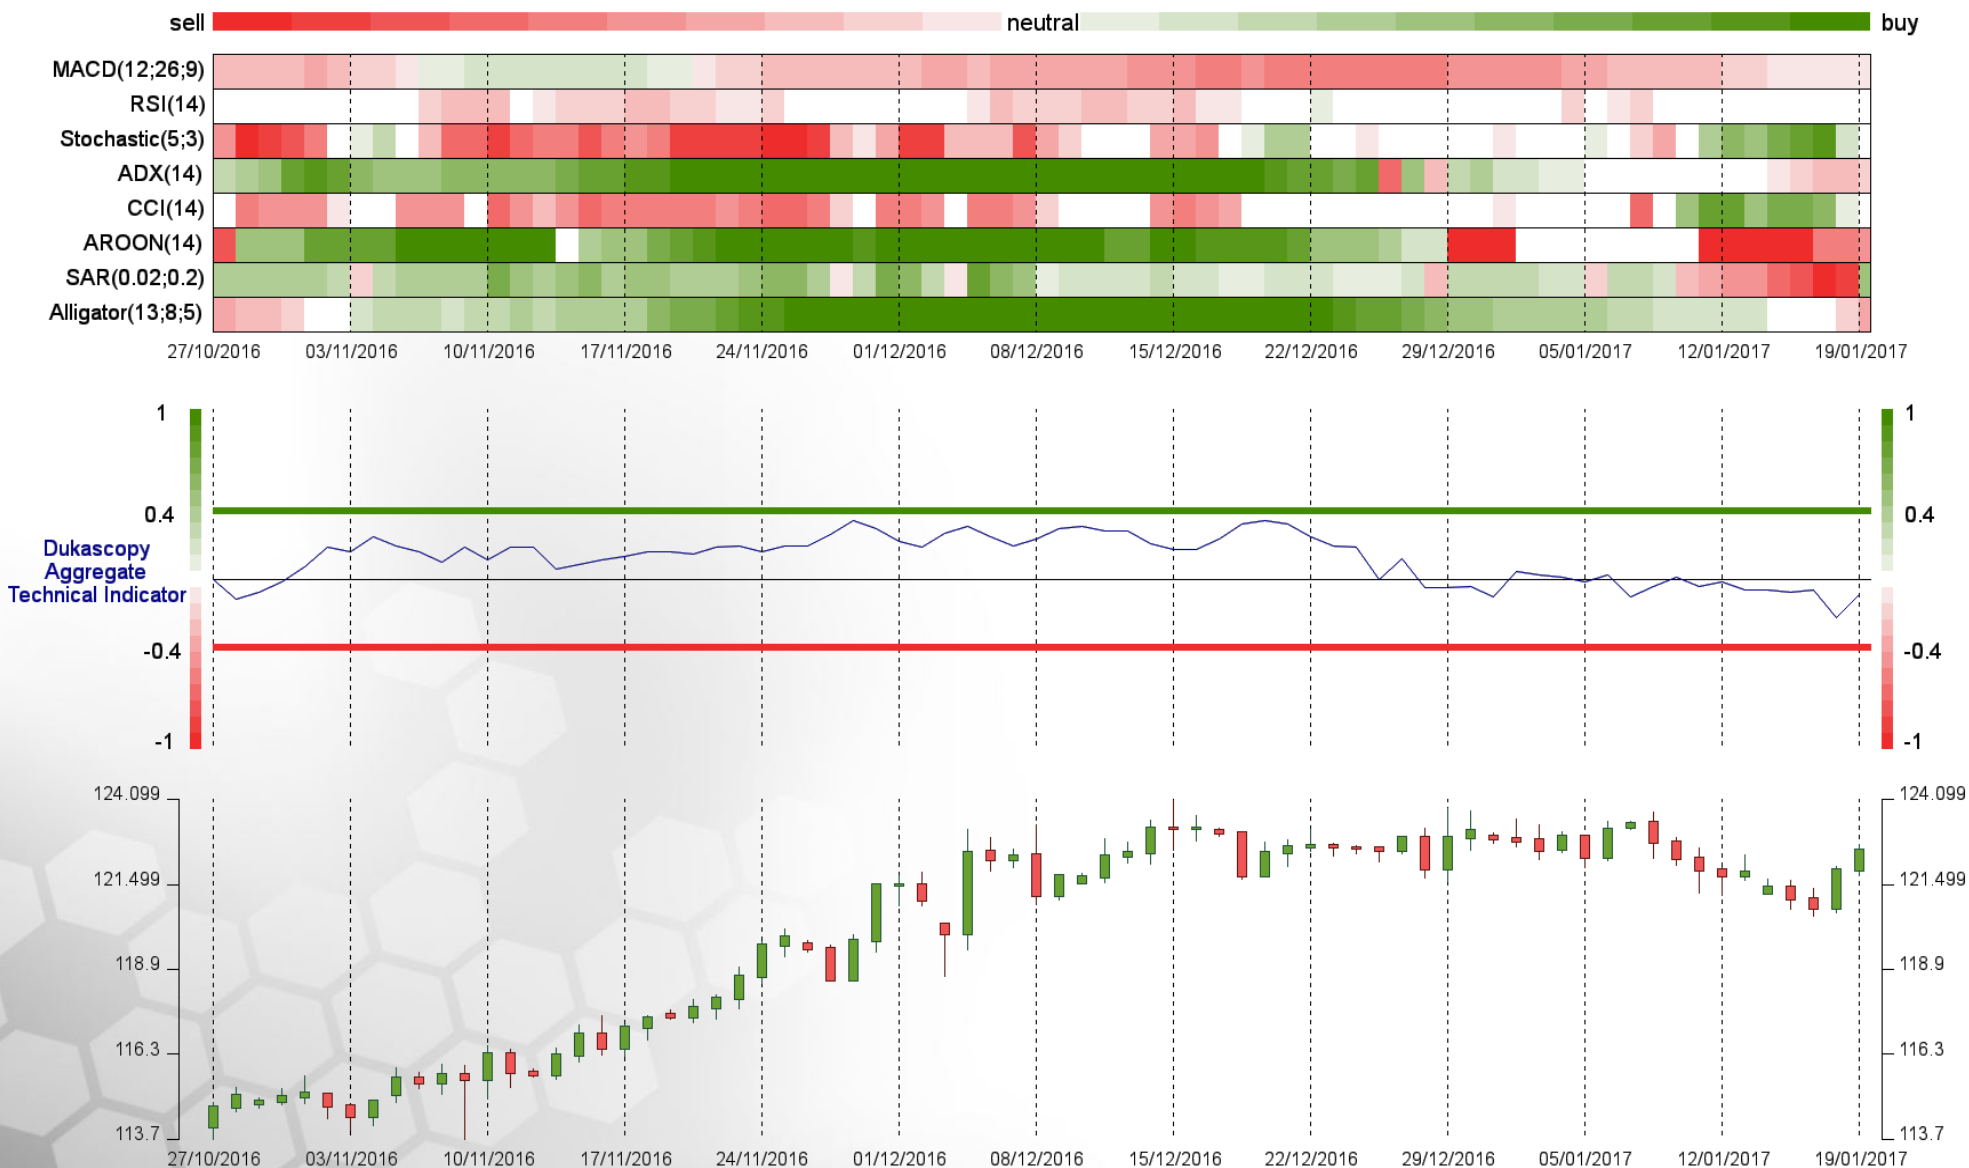 sell neutral buy
MACD(12;26;9)
RSI(14)
Stochastic(5;3)
ADX(14)
CCI(14)
AROON(14)
SAR(0.02;0.2)
Alligator(13;8;5)
27/10/2016 03/11/2016 10/11/2016 17/11/2016 24/11/2016 01/12/2016 08/12/2016 15/12/2016 22/12/2016 29/12/2016 05/01/2017 12/01/2017 19/01/2017
1 1
0.4 0.4
Dukascopy
Aggregate
Technical Indicator
-0.4 -0.4
-1 -1
124.099 124.099
121.499 121.499
118.9 118.9
116.3 116.3
113.7 113.7
27/10/2016 03/11/2016 10/11/2016 17/11/2016 24/11/2016 01/12/2016 08/12/2016 15/12/2016 22/12/2016 29/12/2016 05/01/2017 12/01/2017 19/01/2017